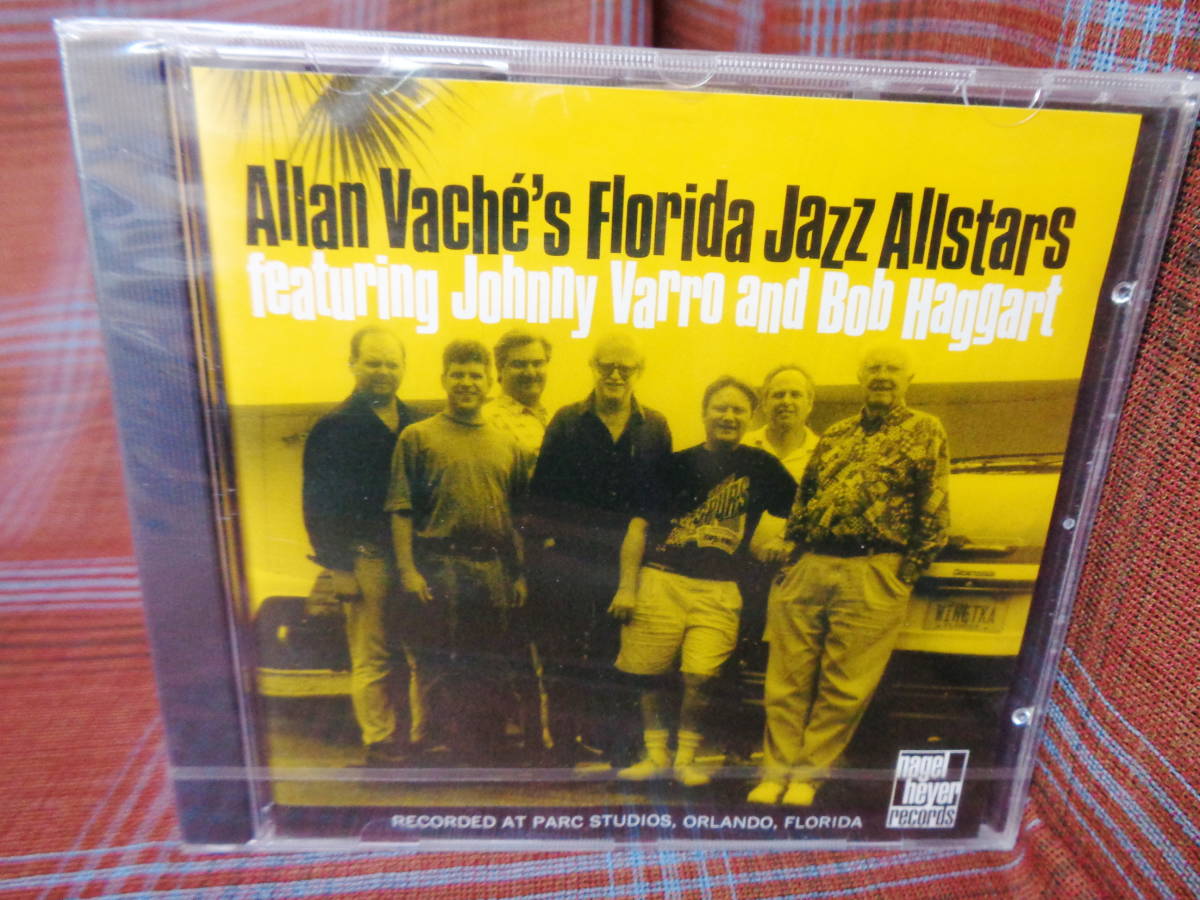 Allan Vaché's Florida Jazz Allstars
featuring Johnny Varro and Bob Haggart
WINETKA
nagel
heyer
records
RECORDED AT PARC STUDIOS, ORLANDO, FLORIDA